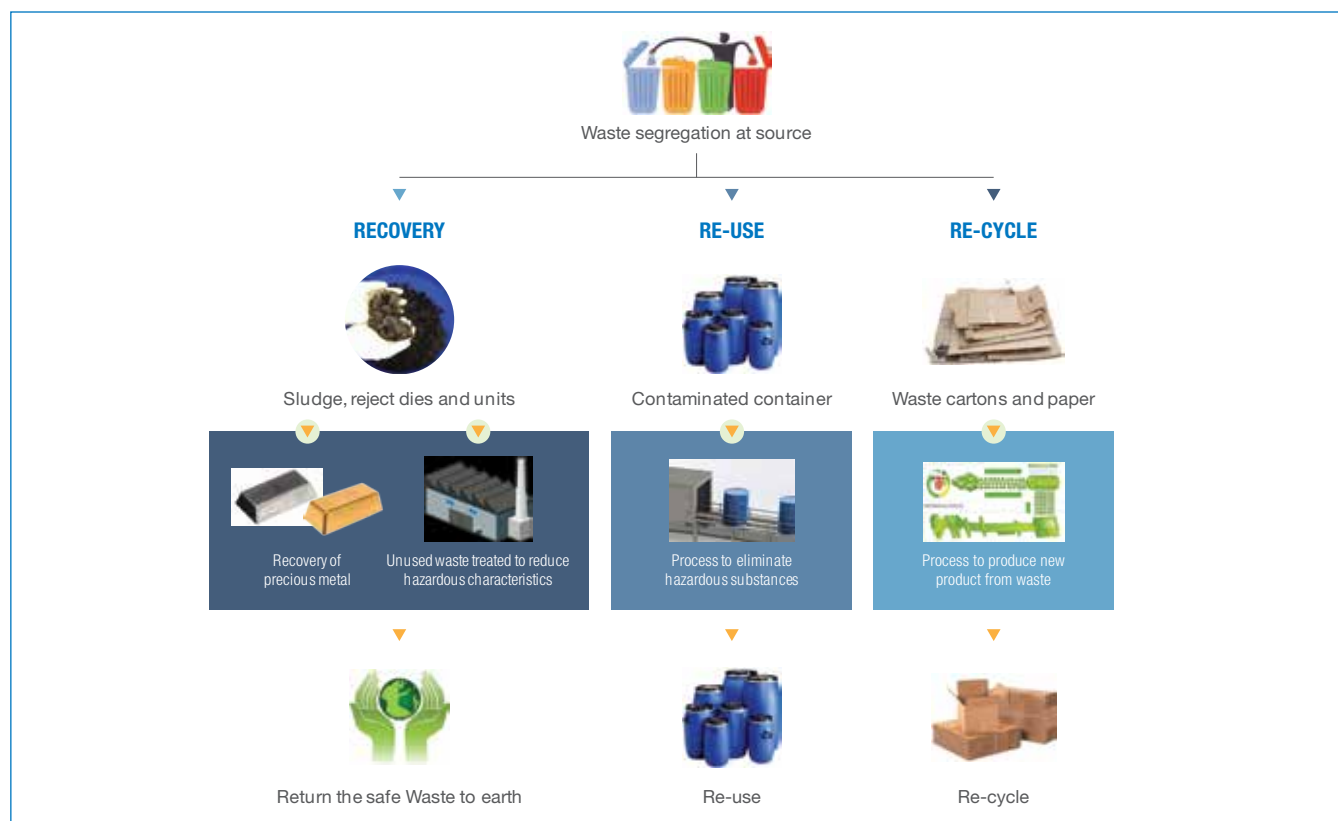 Waste segregation at source
RECOVERY
RE-USE
RE-CYCLE
Sludge, reject dies and units
Contaminated container
Waste cartons and paper
Recovery of
precious metal
Unused waste treated to reduce
hazardous characteristics
Process to eliminate
hazardous substances
Process to produce new
product from waste
Return the safe Waste to earth
Re-use
Re-cycle